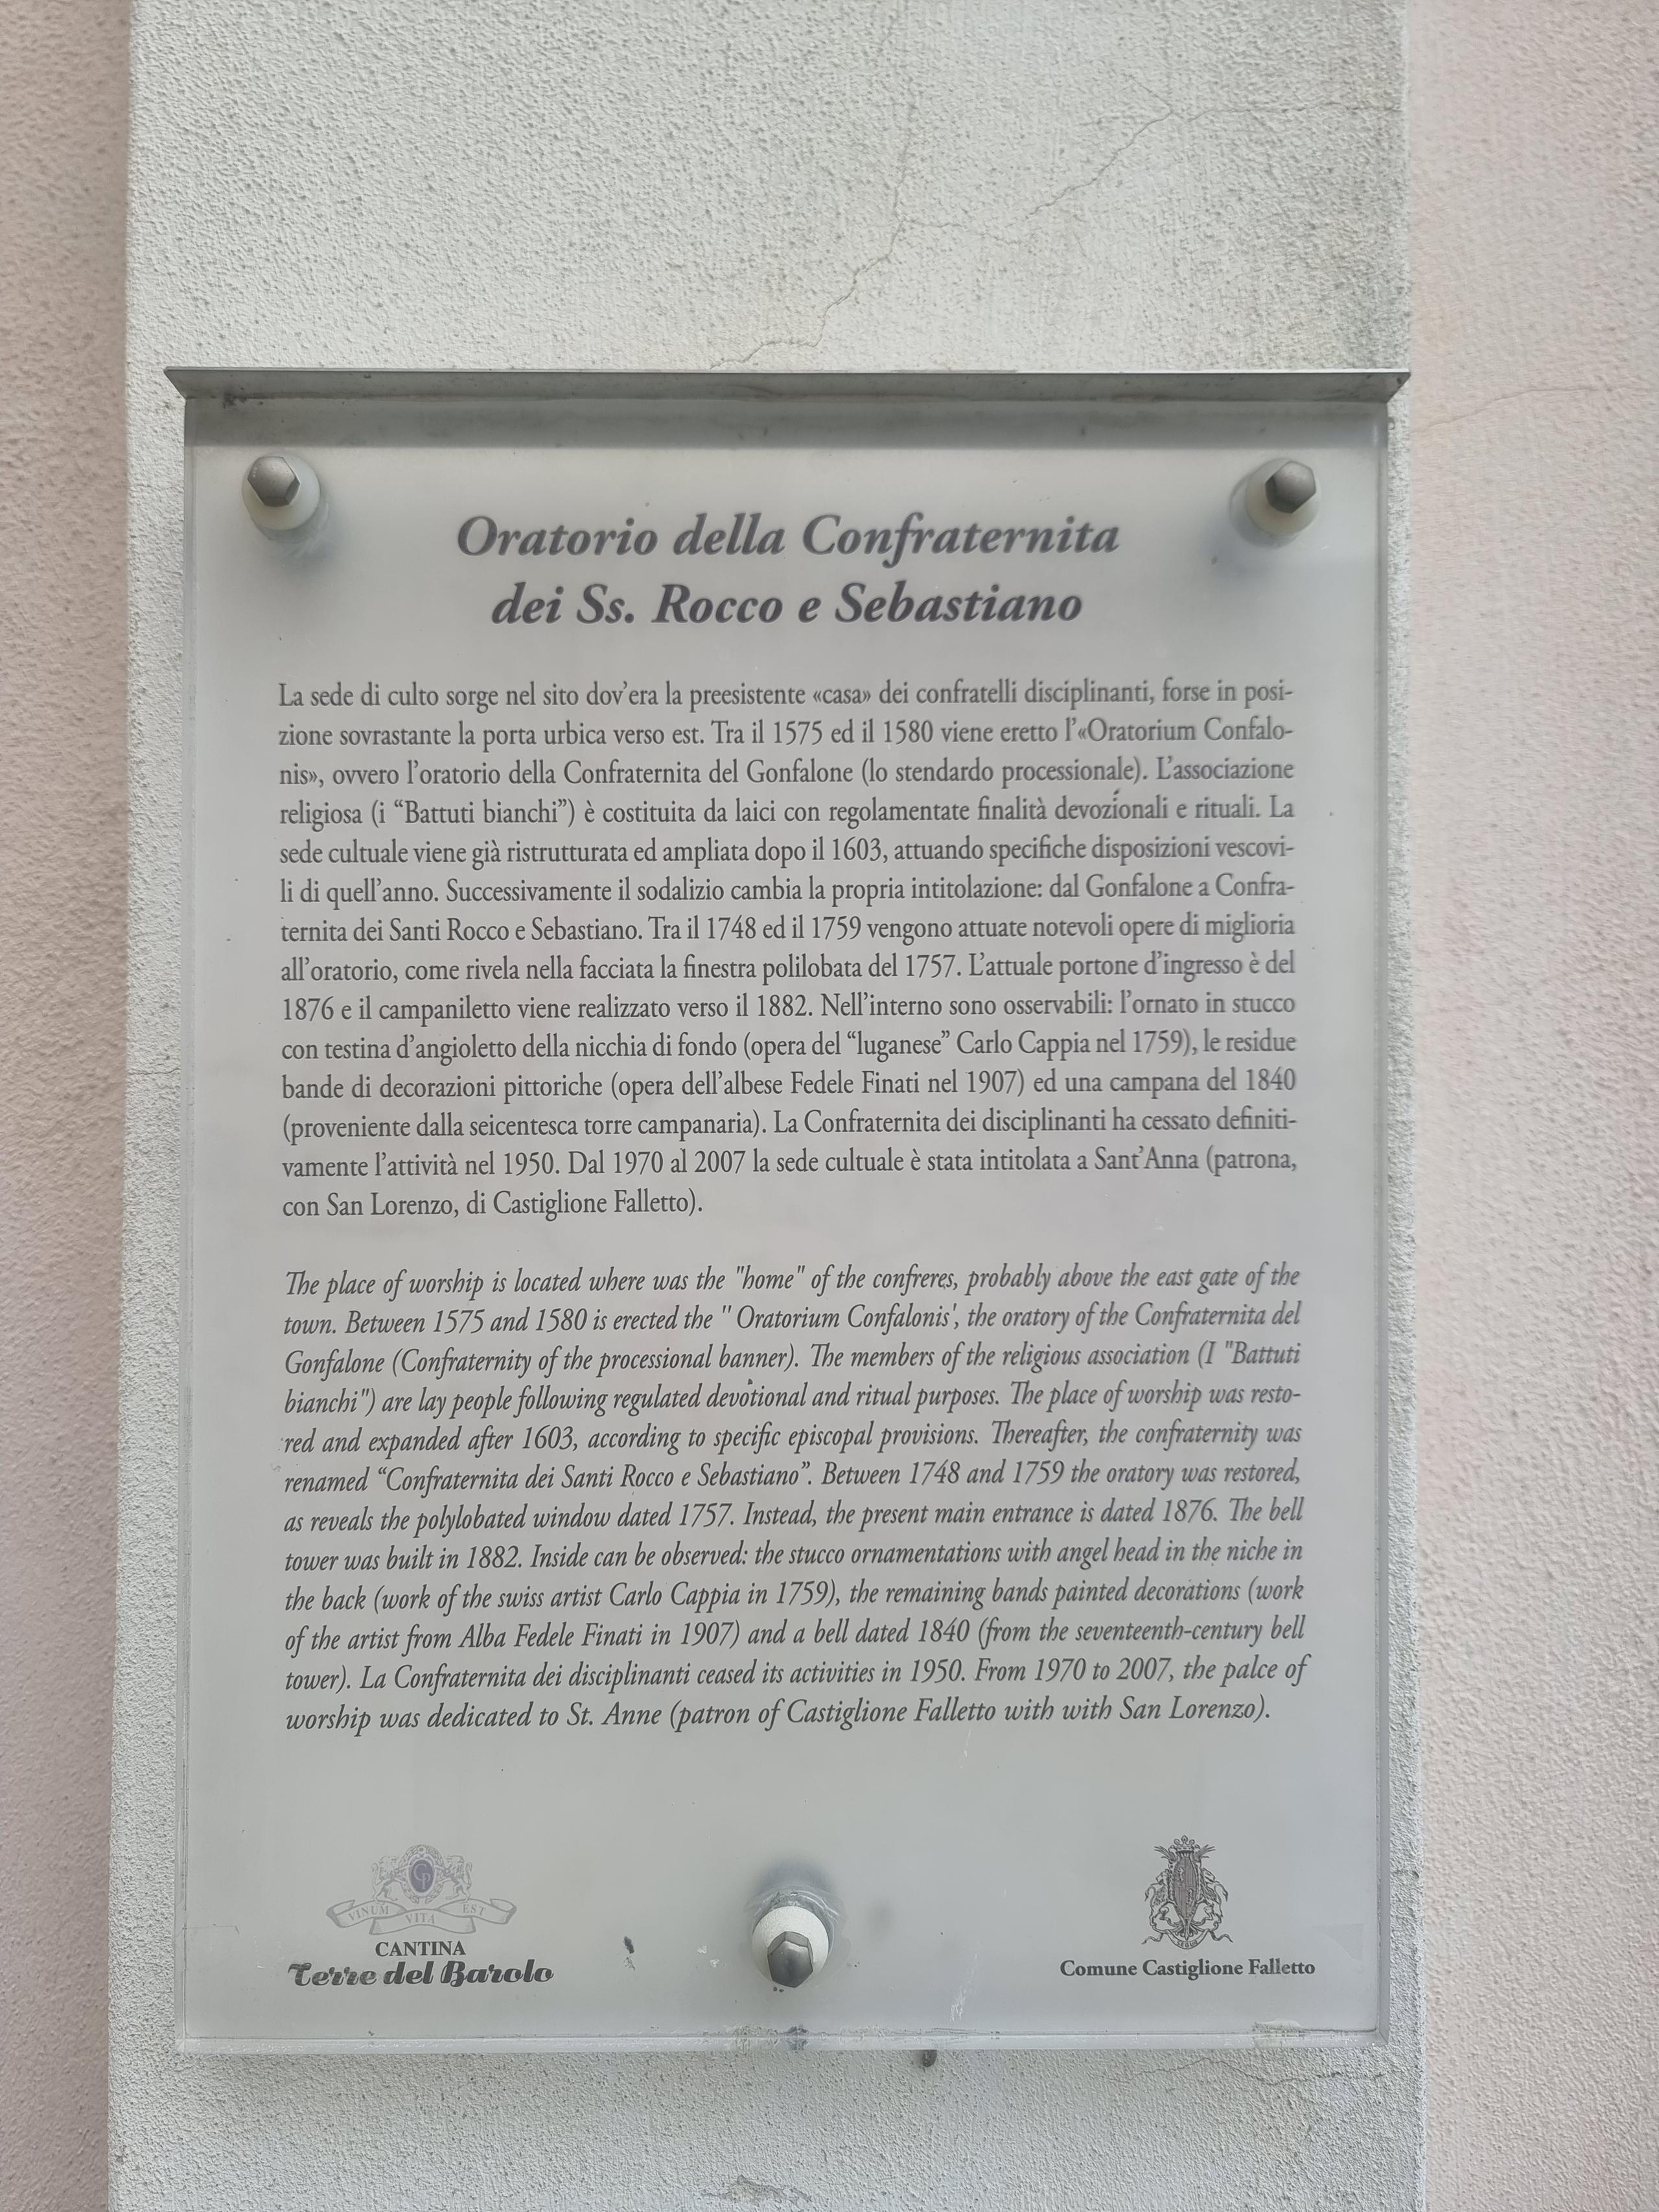 Oratorio della Confraternita
dei Ss. Rocco e Sebastiano
La sede di culto sorge nel sito dov'era la preesistente «casa» dei confratelli disciplinanti, forse in posi-
zione sovrastante la porta urbica verso est. Tra il 1575 ed il 1580 viene eretto l'«Oratorium Confalo-
nis», ovvero l'oratorio della Confraternita del Gonfalone (lo stendardo processionale). L'associazione
religiosa (i “Battuti bianchi”) è costituita da laici con regolamentate finalità devozionali e rituali. La
sede cultuale viene già ristrutturata ed ampliata dopo il 1603, attuando specifiche disposizioni vescovi-
li di quell'anno. Successivamente il sodalizio cambia la propria intitolazione: dal Gonfalone a Confra-
ternita dei Santi Rocco e Sebastiano. Tra il 1748 ed il 1759 vengono attuate notevoli opere di miglioria
all'oratorio, come rivela nella facciata la finestra polilobata del 1757. L'attuale portone d'ingresso è del
1876 e il campaniletto viene realizzato verso il 1882. Nell'interno sono osservabili: l'ornato in stucco
con testina d'angioletto della nicchia di fondo (opera del “luganese” Carlo Cappia nel 1759), le residue
bande di decorazioni pittoriche (opera dell'albese Fedele Finati nel 1907) ed una campana del 1840
(proveniente dalla seicentesca torre campanaria). La Confraternita dei disciplinanti ha cessato definiti-
vamente l'attività nel 1950. Dal 1970 al 2007 la sede cultuale è stata intitolata a Sant'Anna (patrona,
con San Lorenzo, di Castiglione Falletto).
The place of worship is located where was the "home" of the confreres, probably above the east gate of the
town. Between 1575 and 1580 is erected the " Oratorium Confalonis', the oratory of the Confraternita del
Gonfalone (Confraternity of the processional banner). The members of the religious association (I "Battuti
bianchi") are lay people following regulated devotional and ritual purposes. The place of worship was resto-
red and expanded after 1603, according to specific episcopal provisions. Thereafter, the confraternity was
renamed “Confraternita dei Santi Rocco e Sebastiano”. Between 1748 and 1759 the oratory was restored,
as reveals the polylobated window dated 1757. Instead, the present main entrance is dated 1876. The bell
tower was built in 1882. Inside can be observed: the stucco ornamentations with angel head in the niche in
the back (work of the swiss artist Carlo Cappia in 1759), the remaining bands painted decorations (work
of the artist from Alba Fedele Finati in 1907) and a bell dated 1840 (from the seventeenth-century bell
tower). La Confraternita dei disciplinanti ceased its activities in 1950. From 1970 to 2007, the palce of
worship was dedicated to St. Anne (patron of Castiglione Falletto with with San Lorenzo).
VINUM VITA EST
CANTINA
Terre del Barolo
Comune Castiglione Falletto